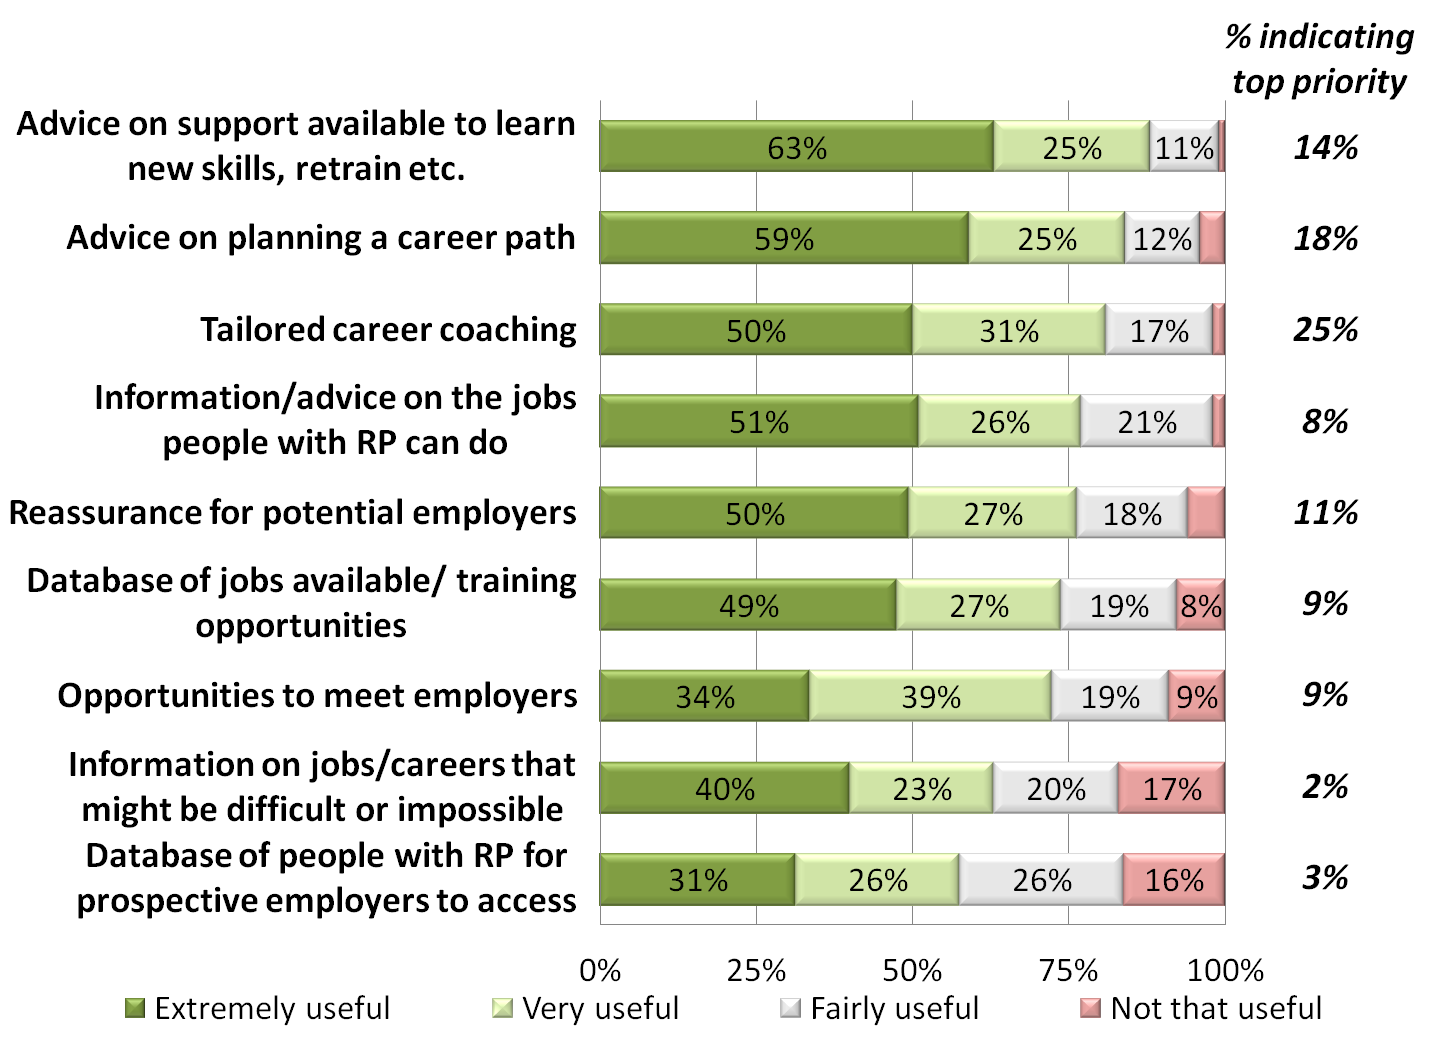 % indicating
top priority
Advice on support available to learn
new skills, retrain etc.
63% 25% 11% 14%
Advice on planning a career path
59% 25% 12% 18%
Tailored career coaching
50% 31% 17% 25%
Information/advice on the jobs
people with RP can do
51% 26% 21% 8%
Reassurance for potential employers
50% 27% 18% 11%
Database of jobs available/ training
opportunities
49% 27% 19% 8% 9%
Opportunities to meet employers
34% 39% 19% 9% 9%
Information on jobs/careers that
might be difficult or impossible
40% 23% 20% 17% 2%
Database of people with RP for
prospective employers to access
31% 26% 26% 16% 3%
0% 25% 50% 75% 100%
Extremely useful Very useful Fairly useful Not that useful